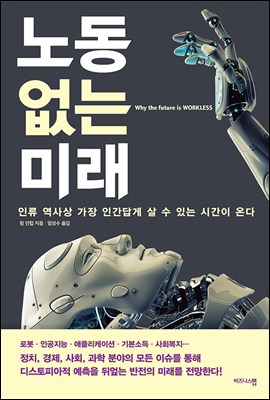 노동
없는
미래
Why the future is WORKLESS
인류 역사상 가장 인간답게 살 수 있는 시간이 온다
팀 던럽 지음 · 임성수 옮김
로봇 · 인공지능 · 애플리케이션 · 기본소득 · 사회복지…
정치, 경제, 사회, 과학 분야의 모든 이슈를 통해
디스토피아적 예측을 뒤엎는 반전의 미래를 전망한다!
비즈니스맵